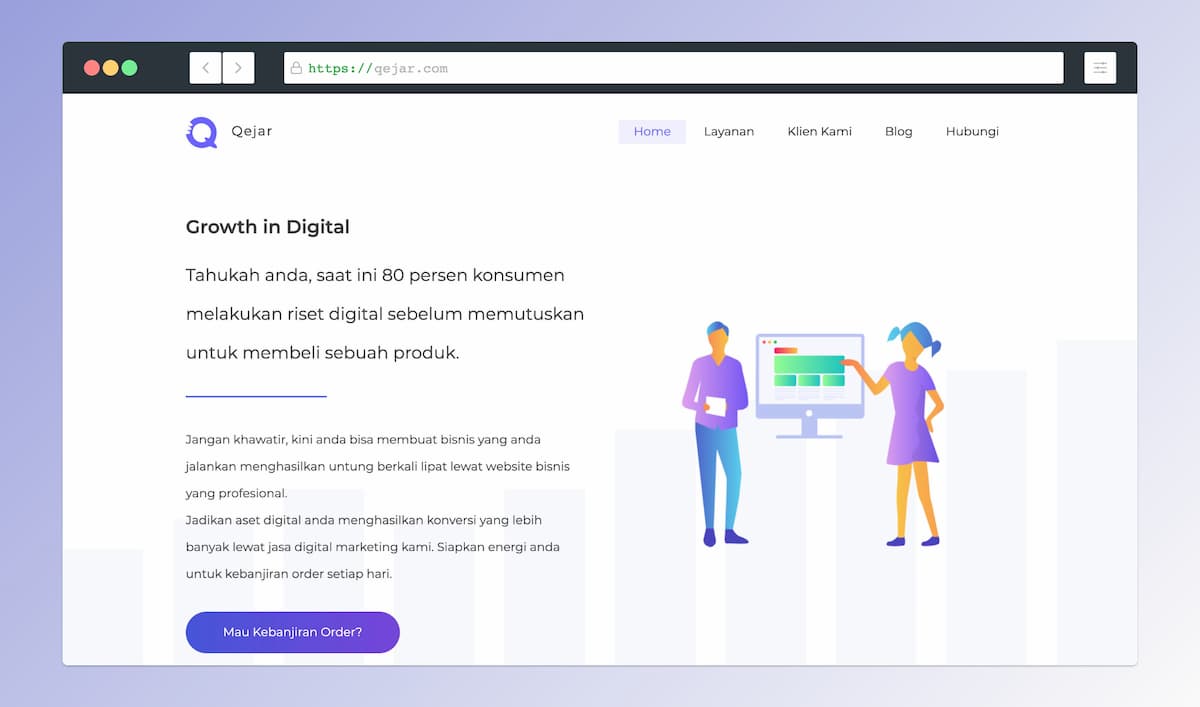 https://qejar.com
Qejar
Home Layanan Klien Kami Blog Hubungi
Growth in Digital
Tahukah anda, saat ini 80 persen konsumen
melakukan riset digital sebelum memutuskan
untuk membeli sebuah produk.
Jangan khawatir, kini anda bisa membuat bisnis yang anda
jalankan menghasilkan untung berkali lipat lewat website bisnis
yang profesional.
Jadikan aset digital anda menghasilkan konversi yang lebih
banyak lewat jasa digital marketing kami. Siapkan energi anda
untuk kebanjiran order setiap hari.
Mau Kebanjiran Order?